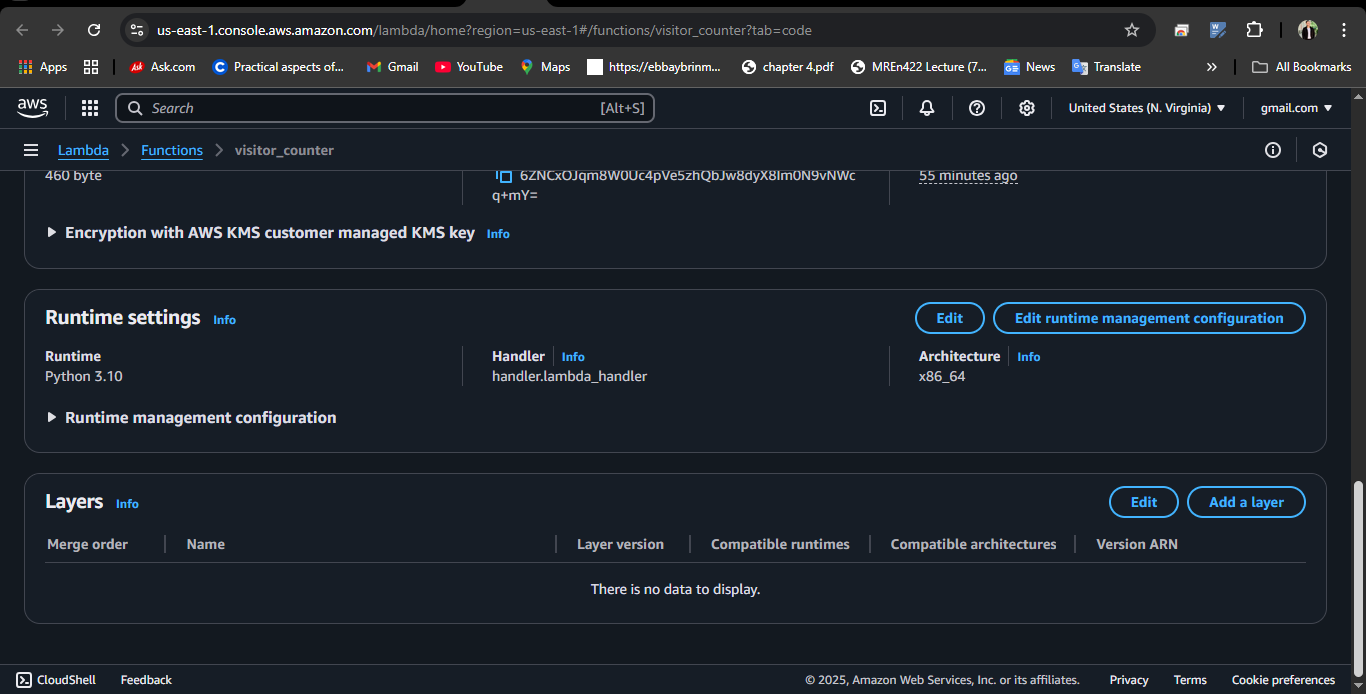 us-east-1.console.aws.amazon.com/lambda/home?region=us-east-1#/functions/visitor_counter?tab=code
Apps Ask Ask.com C Practical aspects of... Gmail YouTube Maps https://ebbaybrinm... chapter 4.pdf MREn422 Lecture (7... GE News Translate » All Bookmarks
aws Search [Alt+S] United States (N. Virginia) gmail.com
Lambda Functions visitor_counter
460 byte 6ZNCxOJqm8W0Uc4pVe5zhQbJw8dyX8Im0N9vNWc 55 minutes ago
q+mY=
Encryption with AWS KMS customer managed KMS key Info
Runtime settings Info Edit Edit runtime management configuration
Runtime Handler Info Architecture Info
Python 3.10 handler.lambda_handler x86_64
Runtime management configuration
Layers Info Edit Add a layer
Merge order Name Layer version Compatible runtimes Compatible architectures Version ARN
There is no data to display.
CloudShell Feedback © 2025, Amazon Web Services, Inc. or its affiliates. Privacy Terms Cookie preferences